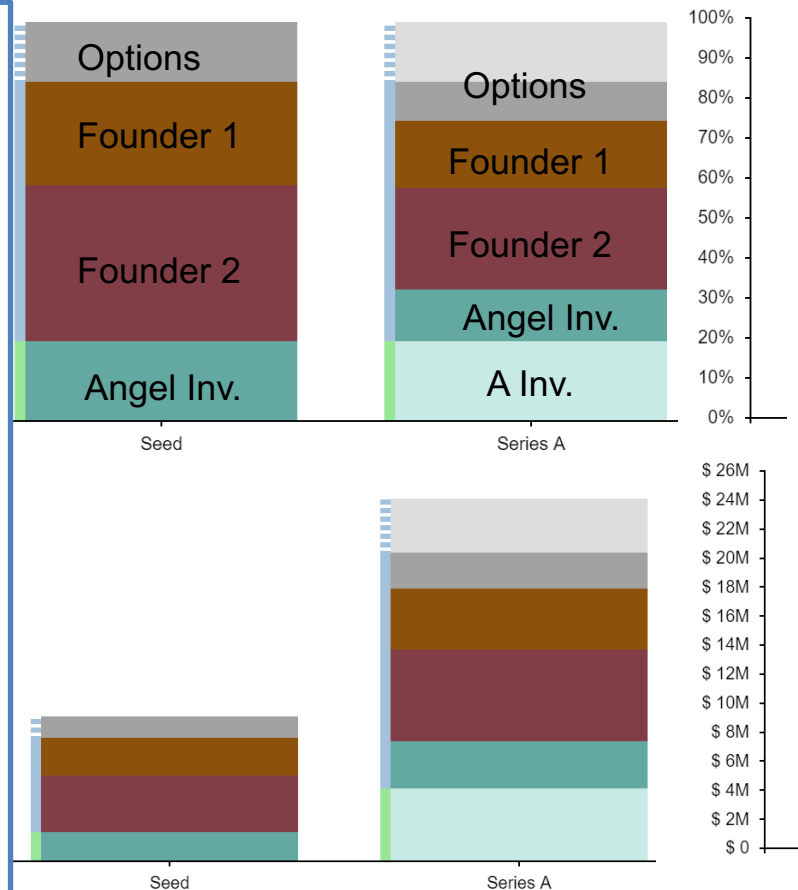 Options
Founder 1
Founder 2
Angel Inv.
Seed
Options
Founder 1
Founder 2
Angel Inv.
A Inv.
Series A
100%
90%
80%
70%
60%
50%
40%
30%
20%
10%
0%
Seed
Series A
$ 26M
$ 24M
$ 22M
$ 20M
$ 18M
$ 16M
$ 14M
$ 12M
$ 10M
$ 8M
$ 6M
$ 4M
$ 2M
$ 0